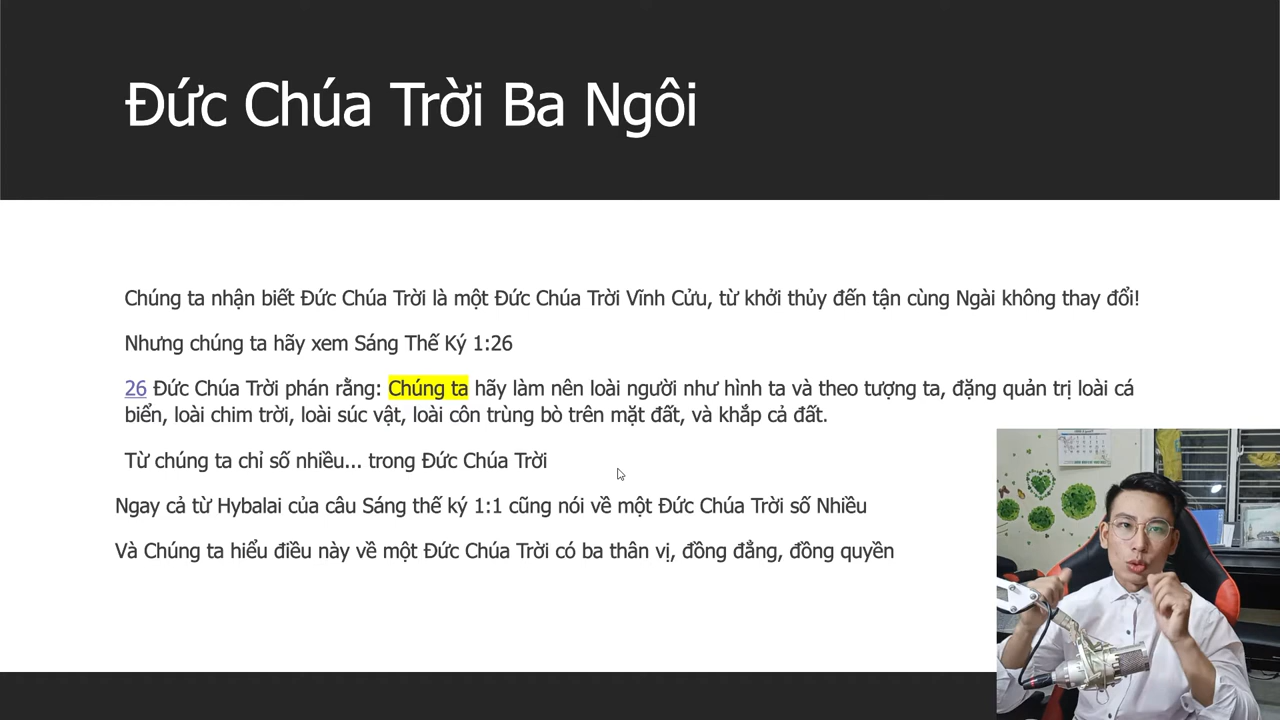 Đức Chúa Trời Ba Ngôi
Chúng ta nhận biết Đức Chúa Trời là một Đức Chúa Trời Vĩnh Cửu, từ khởi thủy đến tận cùng Ngài không thay đổi!
Nhưng chúng ta hãy xem Sáng Thế Ký 1:26
26 Đức Chúa Trời phán rằng: Chúng ta hãy làm nên loài người như hình ta và theo tượng ta, đặng quản trị loài cá
biển, loài chim trời, loài súc vật, loài côn trùng bò trên mặt đất, và khắp cả đất.
Từ chúng ta chỉ số nhiều... trong Đức Chúa Trời
Ngay cả từ Hybalai của câu Sáng thế ký 1:1 cũng nói về một Đức Chúa Trời số Nhiều
Và Chúng ta hiểu điều này về một Đức Chúa Trời có ba thân vị, đồng đẳng, đồng quyền